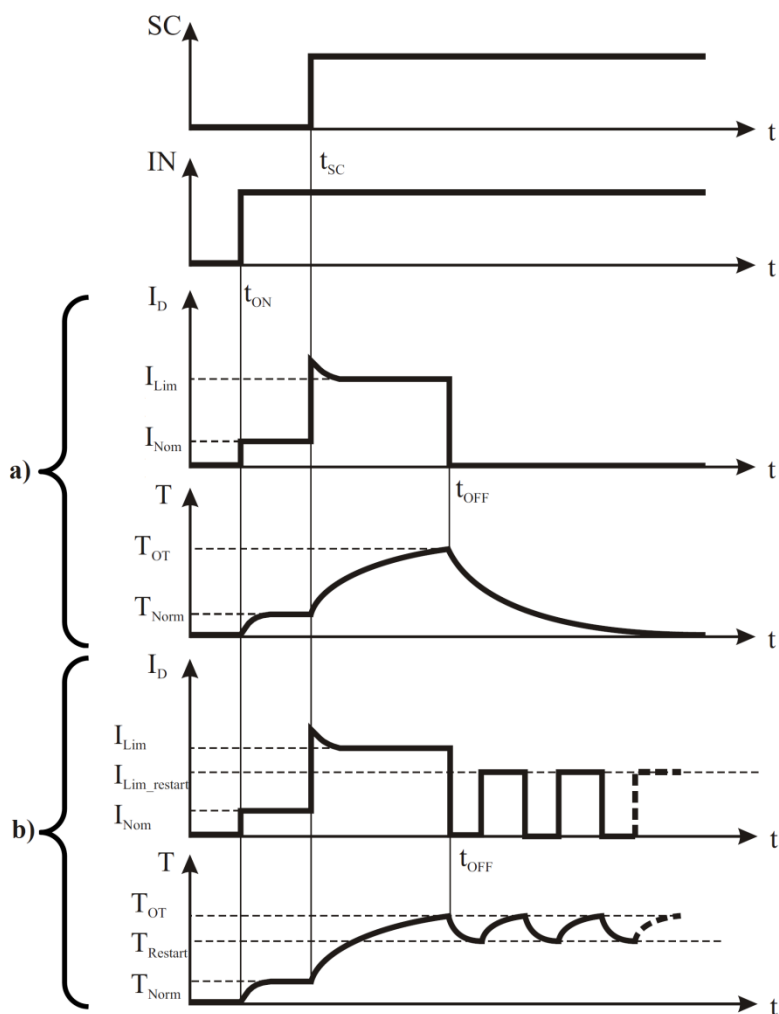 SC
t
t_SC
IN
t
t_ON
a)
I_D
I_Lim
I_Nom
t
t_OFF
T
T_OT
T_Norm
t
b)
I_D
I_Lim
I_Lim_restart
I_Nom
t
t_OFF
T
T_OT
T_Restart
T_Norm
t